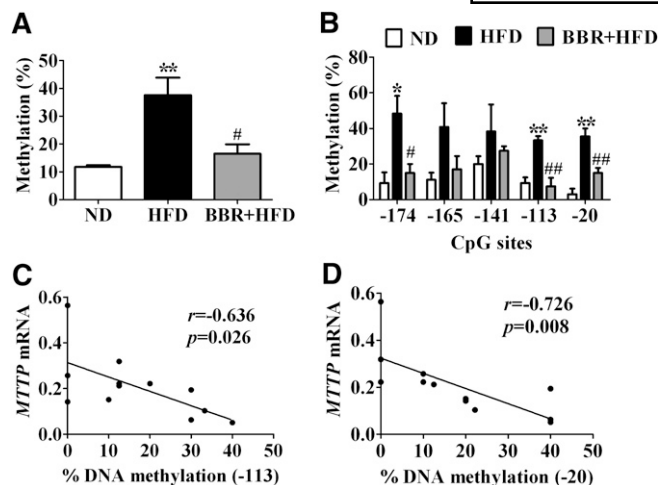 A
Methylation (%)
50
40
30
20
10
0
**
#
ND HFD BBR+HFD
B
ND HFD BBR+HFD
Methylation (%)
80
60
40
20
0
*
#
**
##
**
##
-174 -165 -141 -113 -20
CpG sites
C
MTTP mRNA
0.6
0.4
0.2
0.0
r=-0.636
p=0.026
0 10 20 30 40 50
% DNA methylation (-113)
D
MTTP mRNA
0.6
0.4
0.2
0.0
r=-0.726
p=0.008
0 10 20 30 40 50
% DNA methylation (-20)